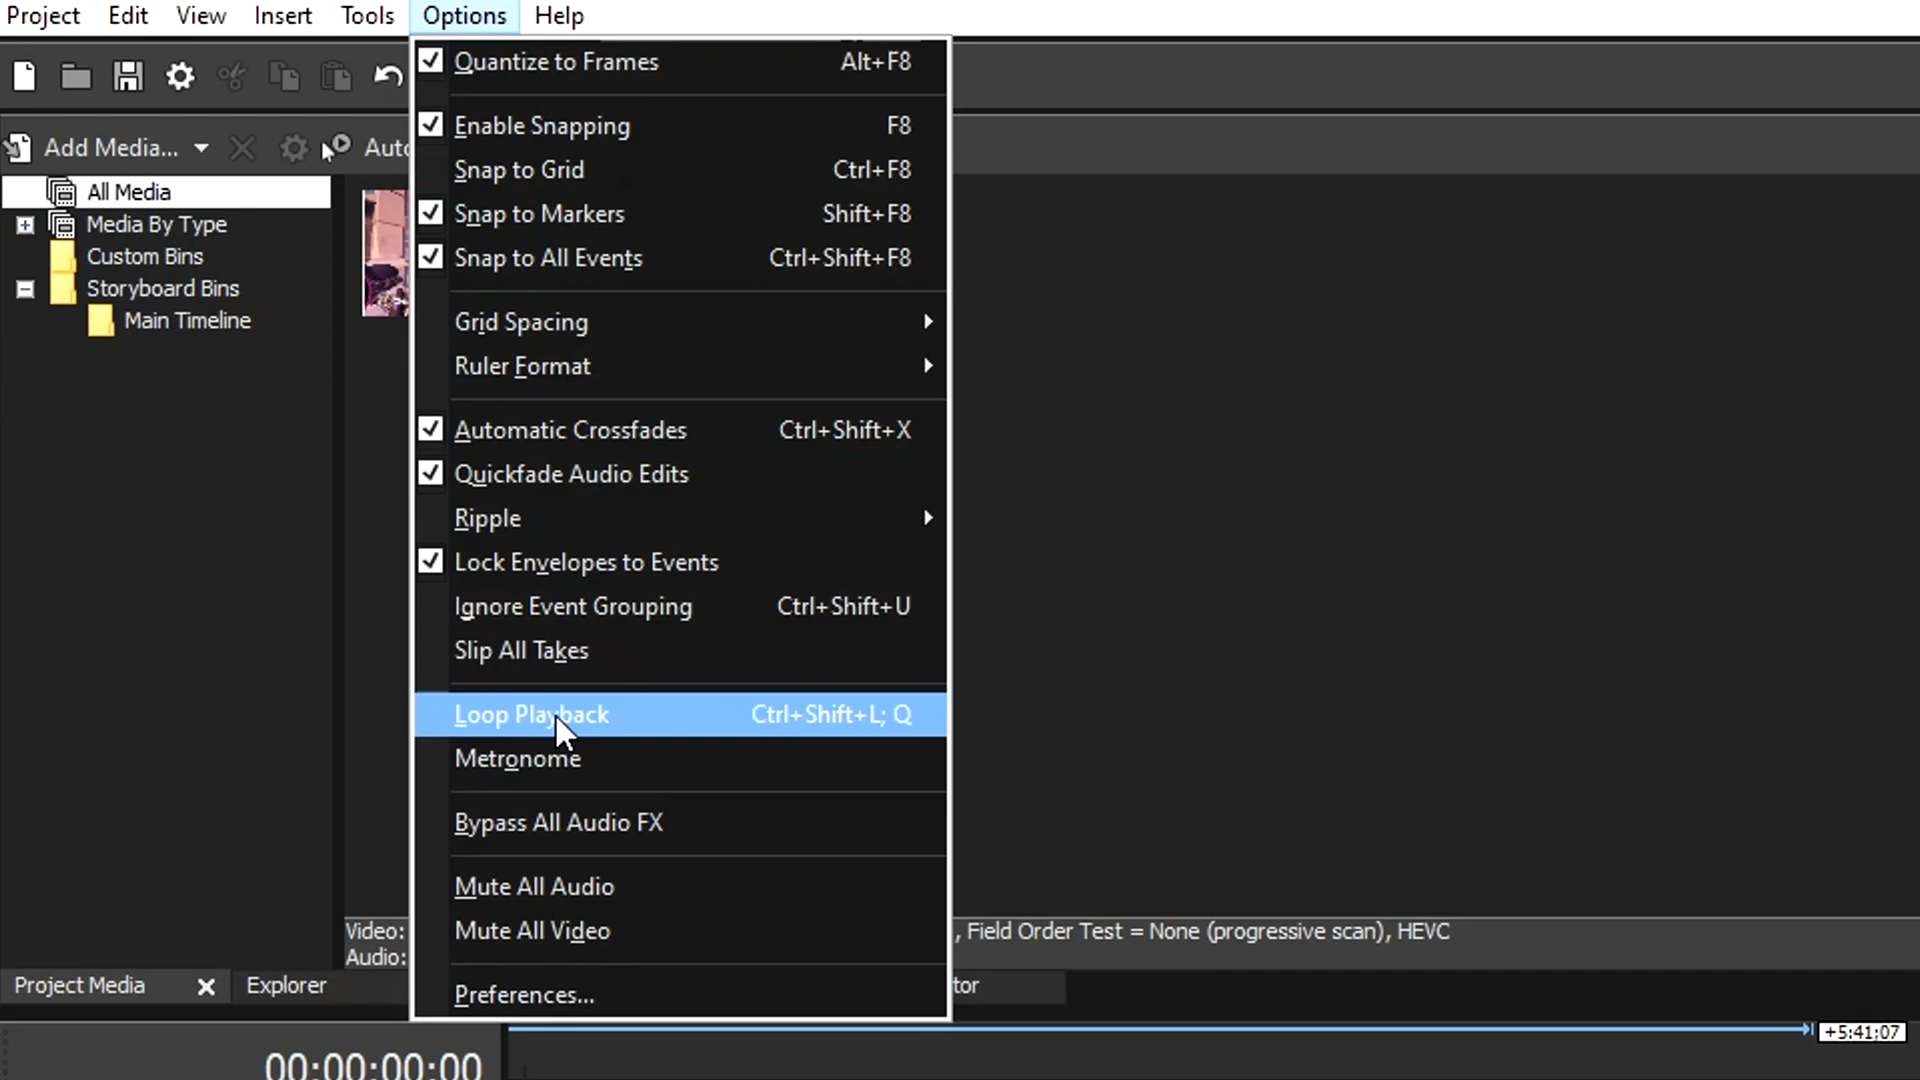 Project Edit View Insert Tools Options Help
Quantize to Frames Alt+F8
Enable Snapping F8
Snap to Grid Ctrl+F8
Snap to Markers Shift+F8
Snap to All Events Ctrl+Shift+F8
Grid Spacing
Ruler Format
Automatic Crossfades Ctrl+Shift+X
Quickfade Audio Edits
Ripple
Lock Envelopes to Events
Ignore Event Grouping Ctrl+Shift+U
Slip All Takes
Loop Playback Ctrl+Shift+L; Q
Metronome
Bypass All Audio FX
Mute All Audio
Mute All Video
Preferences...
Add Media... Auto
All Media
Media By Type
Custom Bins
Storyboard Bins
Main Timeline
Video: , Field Order Test = None (progressive scan), HEVC
Audio:
Project Media Explorer tor
+5:41;07
00:00:00:00